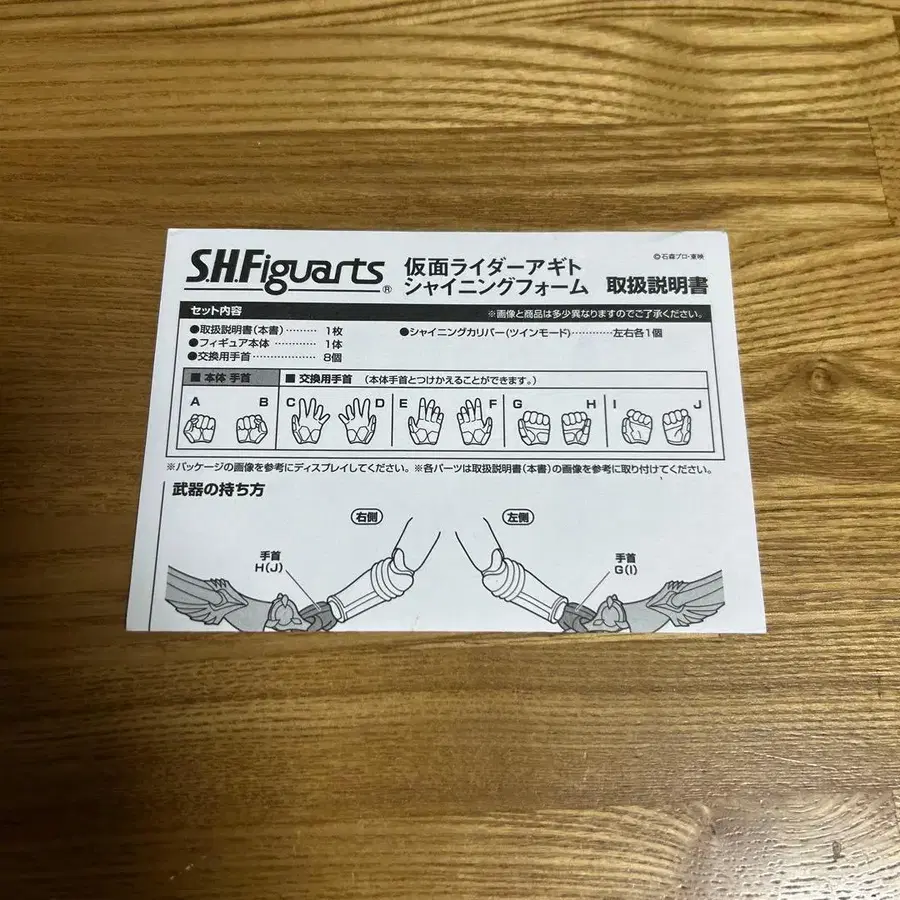 S.H.Figuarts®
仮面ライダーアギト
シャイニングフォーム 取扱説明書
©石森プロ・東映
セット内容 ※画像と商品は多少異なりますのでご了承ください。
●取扱説明書(本書)………1枚
●フィギュア本体…………1体
●交換用手首………………8個
●シャイニングカリバー(ツインモード)…………左右各1個
■本体 手首 ■交換用手首 (本体手首とつけかえることができます。)
A B C D E F G H I J
※パッケージの画像を参考にディスプレイしてください。※各パーツは取扱説明書(本書)の画像を参考に取り付けてください。
武器の持ち方
右側 左側
手首
H(J)
手首
G(I)